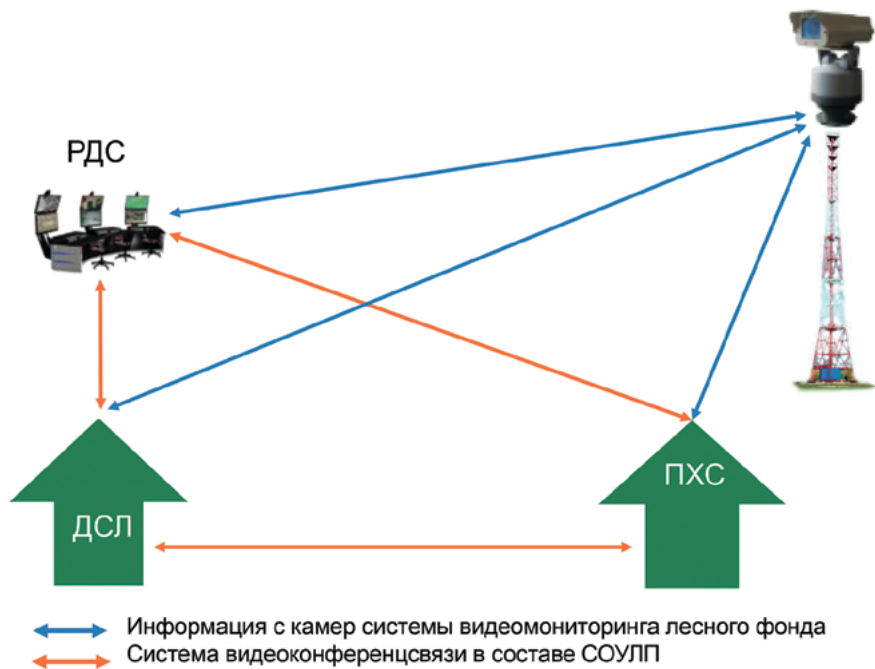 РДС
ПХС
ДСЛ
Информация с камер системы видеомониторинга лесного фонда
Система видеоконференцсвязи в составе СОУЛП